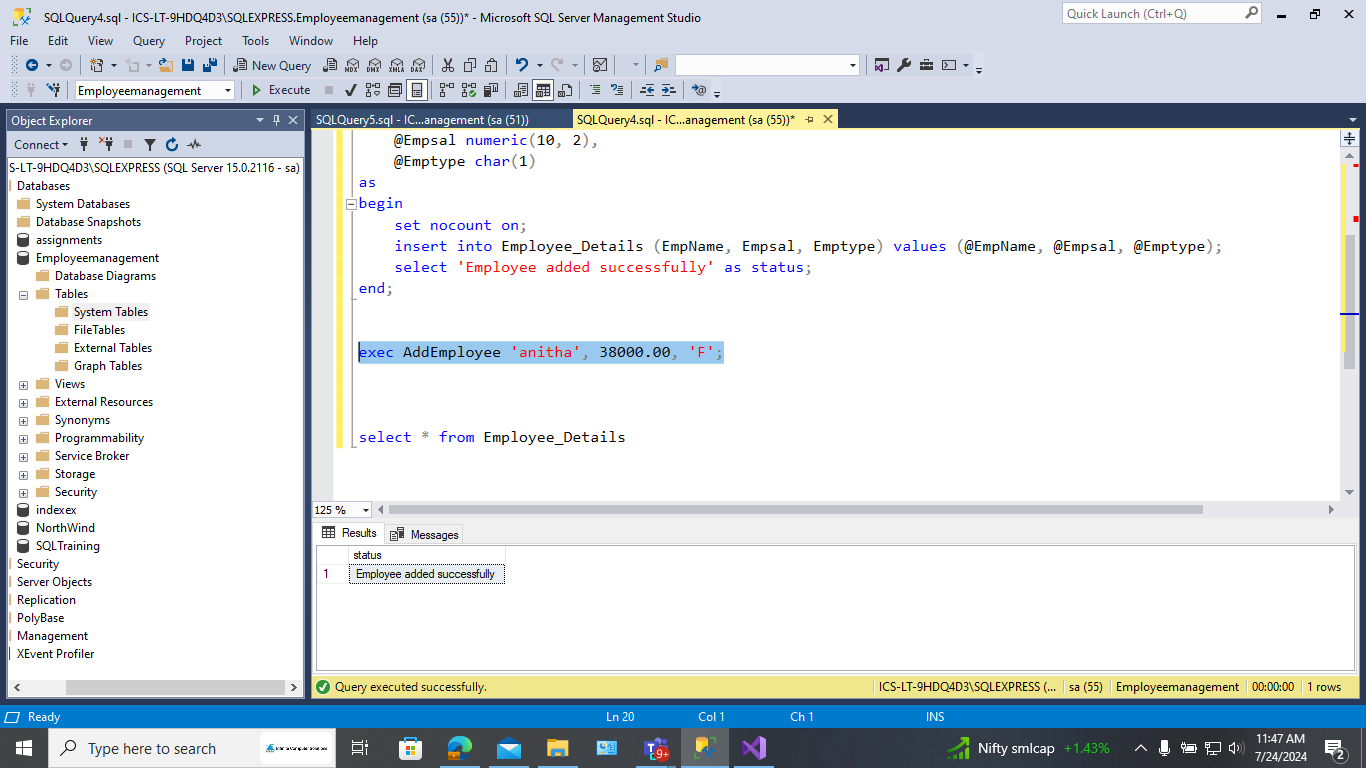 SQLQuery4.sql - ICS-LT-9HDQ4D3\SQLEXPRESS.Employeemanagement (sa (55))* - Microsoft SQL Server Management Studio
Quick Launch (Ctrl+Q)
File Edit View Query Project Tools Window Help
New Query MDX DMX XMLA DAX
Employeemanagement Execute
Object Explorer
Connect
S-LT-9HDQ4D3\SQLEXPRESS (SQL Server 15.0.2116 - sa)
Databases
System Databases
Database Snapshots
assignments
Employeemanagement
Database Diagrams
Tables
System Tables
FileTables
External Tables
Graph Tables
Views
External Resources
Synonyms
Programmability
Service Broker
Storage
Security
indexex
NorthWind
SQLTraining
Security
Server Objects
Replication
PolyBase
Management
XEvent Profiler
SQLQuery5.sql - IC...anagement (sa (51)) SQLQuery4.sql - IC...anagement (sa (55))*
@Empsal numeric(10, 2),
@Emptype char(1)
as
begin
set nocount on;
insert into Employee_Details (EmpName, Empsal, Emptype) values (@EmpName, @Empsal, @Emptype);
select 'Employee added successfully' as status;
end;
exec AddEmployee 'anitha', 38000.00, 'F';
select * from Employee_Details
125 %
Results Messages
status
1 Employee added successfully
Query executed successfully. ICS-LT-9HDQ4D3\SQLEXPRESS (... sa (55) Employeemanagement 00:00:00 1 rows
Ready Ln 20 Col 1 Ch 1 INS
Type here to search Infinite Computer Solutions 9+ Nifty smlcap +1.43% 11:47 AM
7/24/2024 2